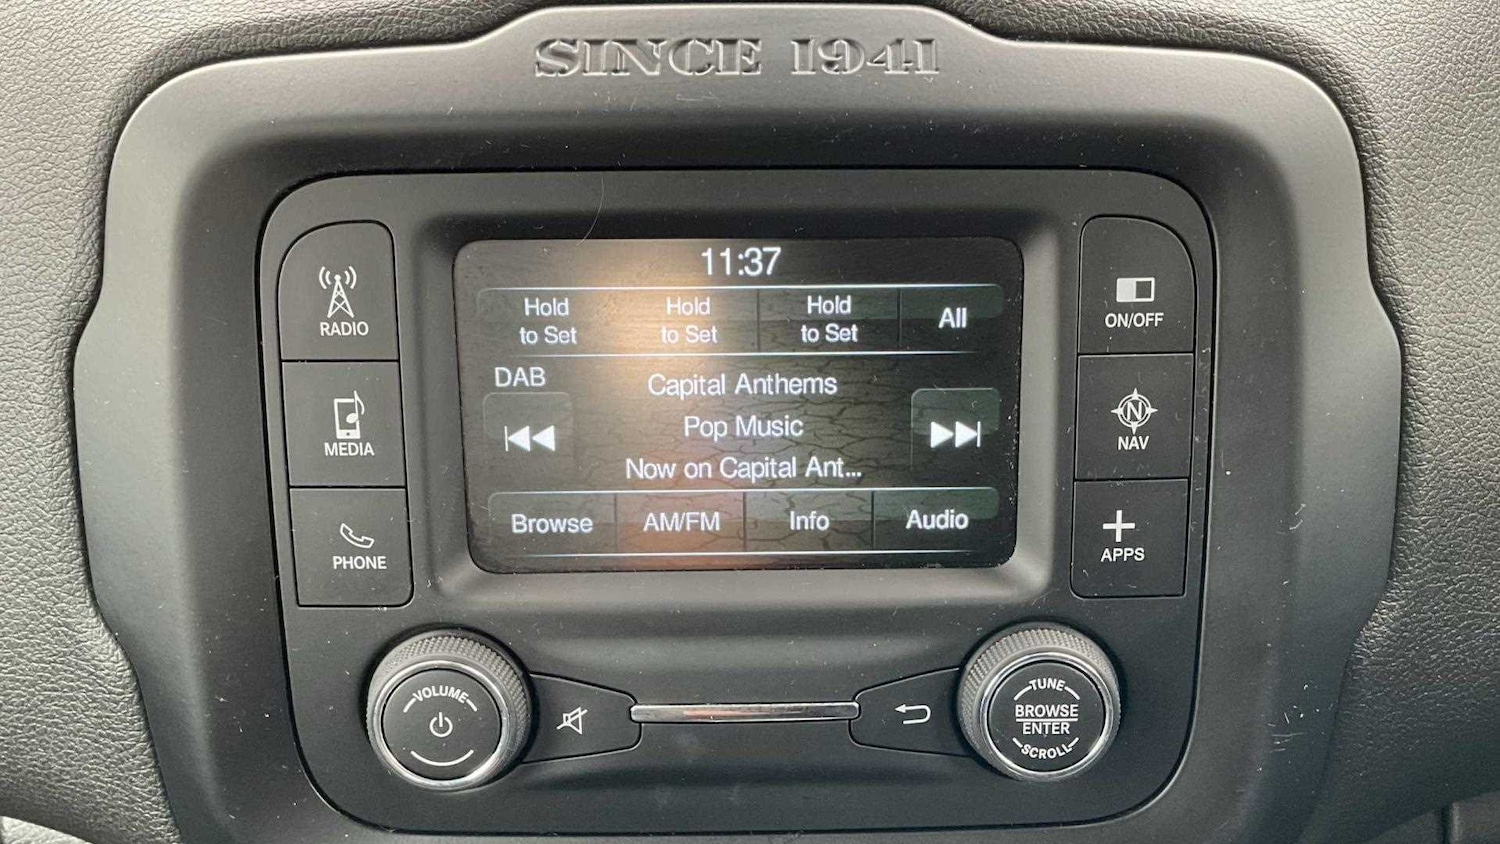 SINCE 1941
11:37
Hold
to Set
Hold
to Set
Hold
to Set
All
DAB
Capital Anthems
Pop Music
Now on Capital Ant...
Browse
AM/FM
Info
Audio
RADIO
MEDIA
PHONE
ON/OFF
N
NAV
APPS
VOLUME
TUNE
BROWSE
ENTER
SCROLL